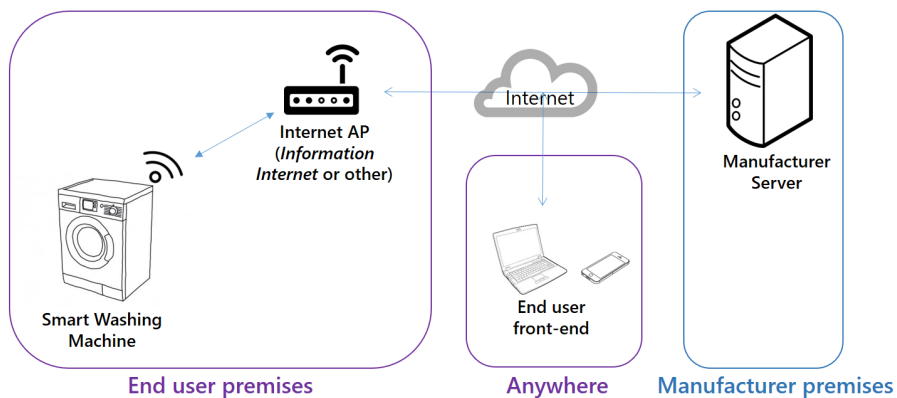 Internet AP
(Information
Internet or other)
Smart Washing
Machine
End user premises
Internet
End user
front-end
Anywhere
Manufacturer
Server
Manufacturer premises